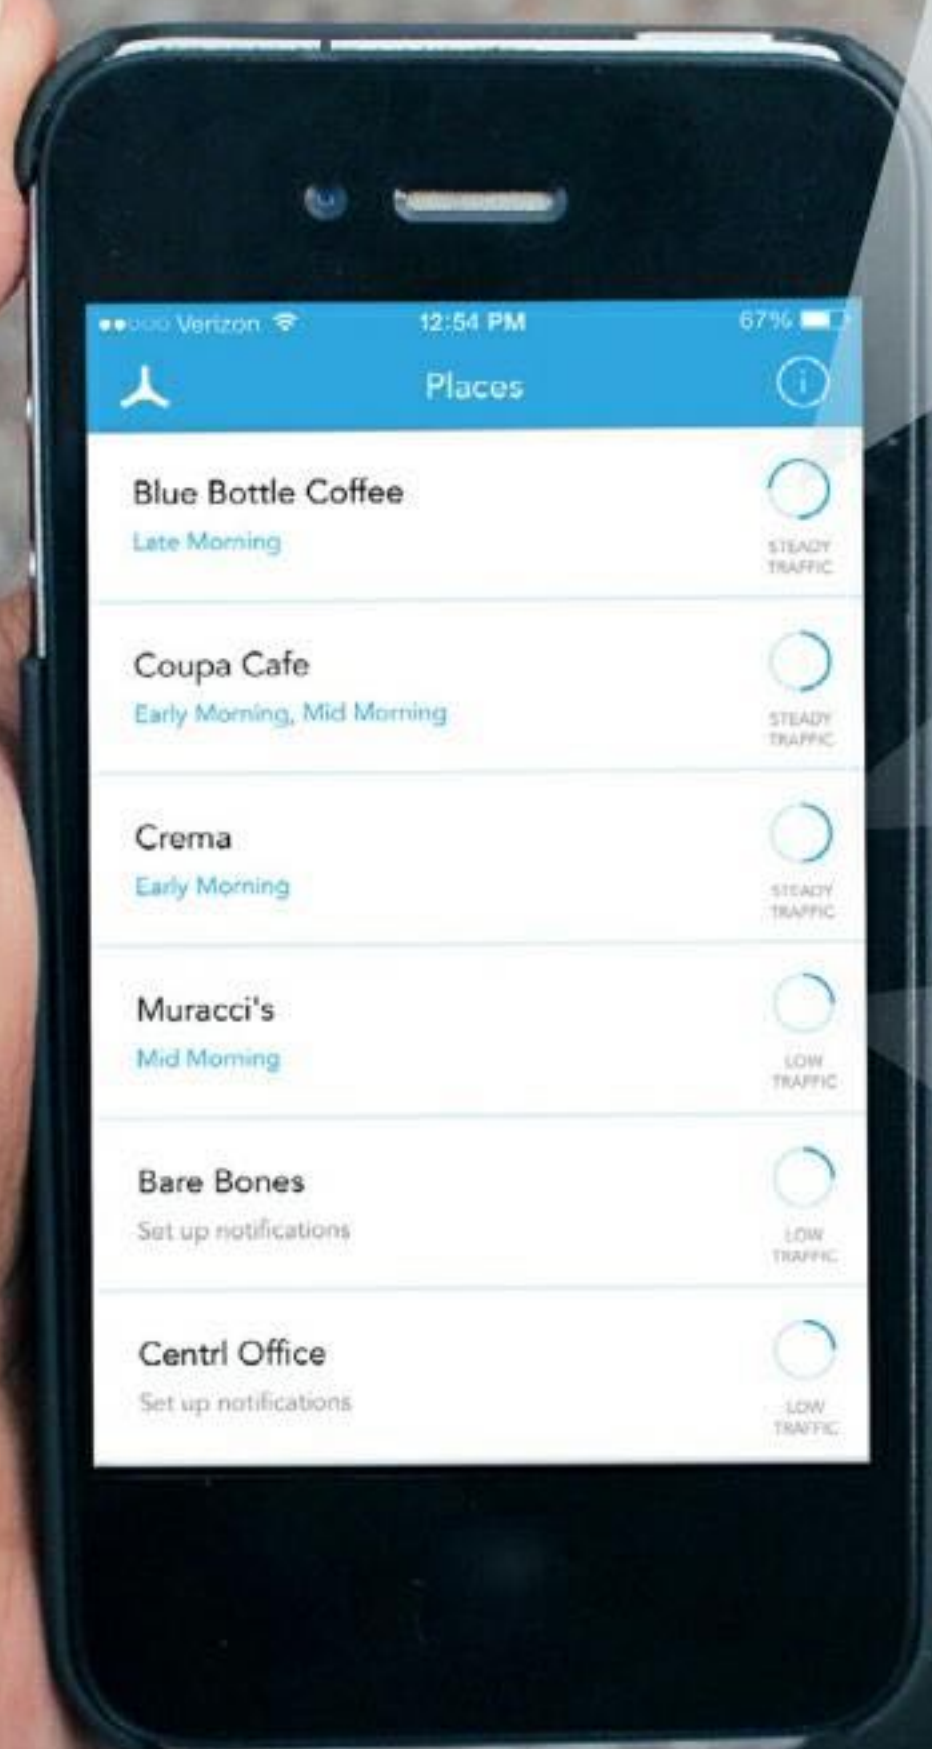 Verizon 12:54 PM 67%
Places
Blue Bottle Coffee
Late Morning
STEADY
TRAFFIC
Coupa Cafe
Early Morning, Mid Morning
STEADY
TRAFFIC
Crema
Early Morning
STEADY
TRAFFIC
Muracci's
Mid Morning
LOW
TRAFFIC
Bare Bones
Set up notifications
LOW
TRAFFIC
Centrl Office
Set up notifications
LOW
TRAFFIC